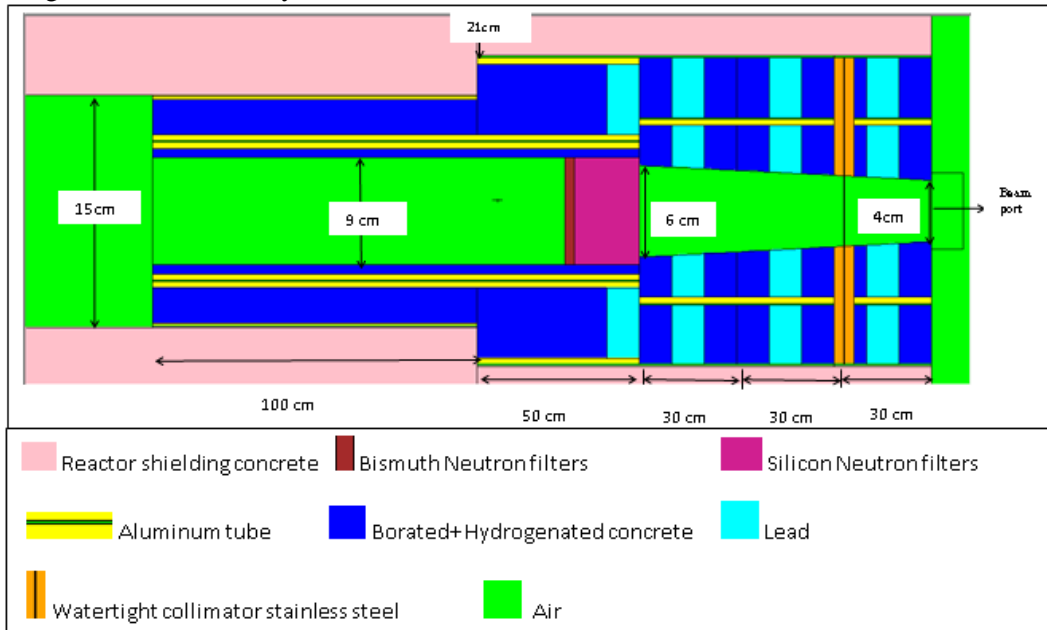 21cm
15cm
9 cm
6 cm
4cm
Beam
port
100 cm
50 cm
30 cm
30 cm
30 cm
Reactor shielding concrete
Bismuth Neutron filters
Silicon Neutron filters
Aluminum tube
Borated+Hydrogenated concrete
Lead
Watertight collimator stainless steel
Air